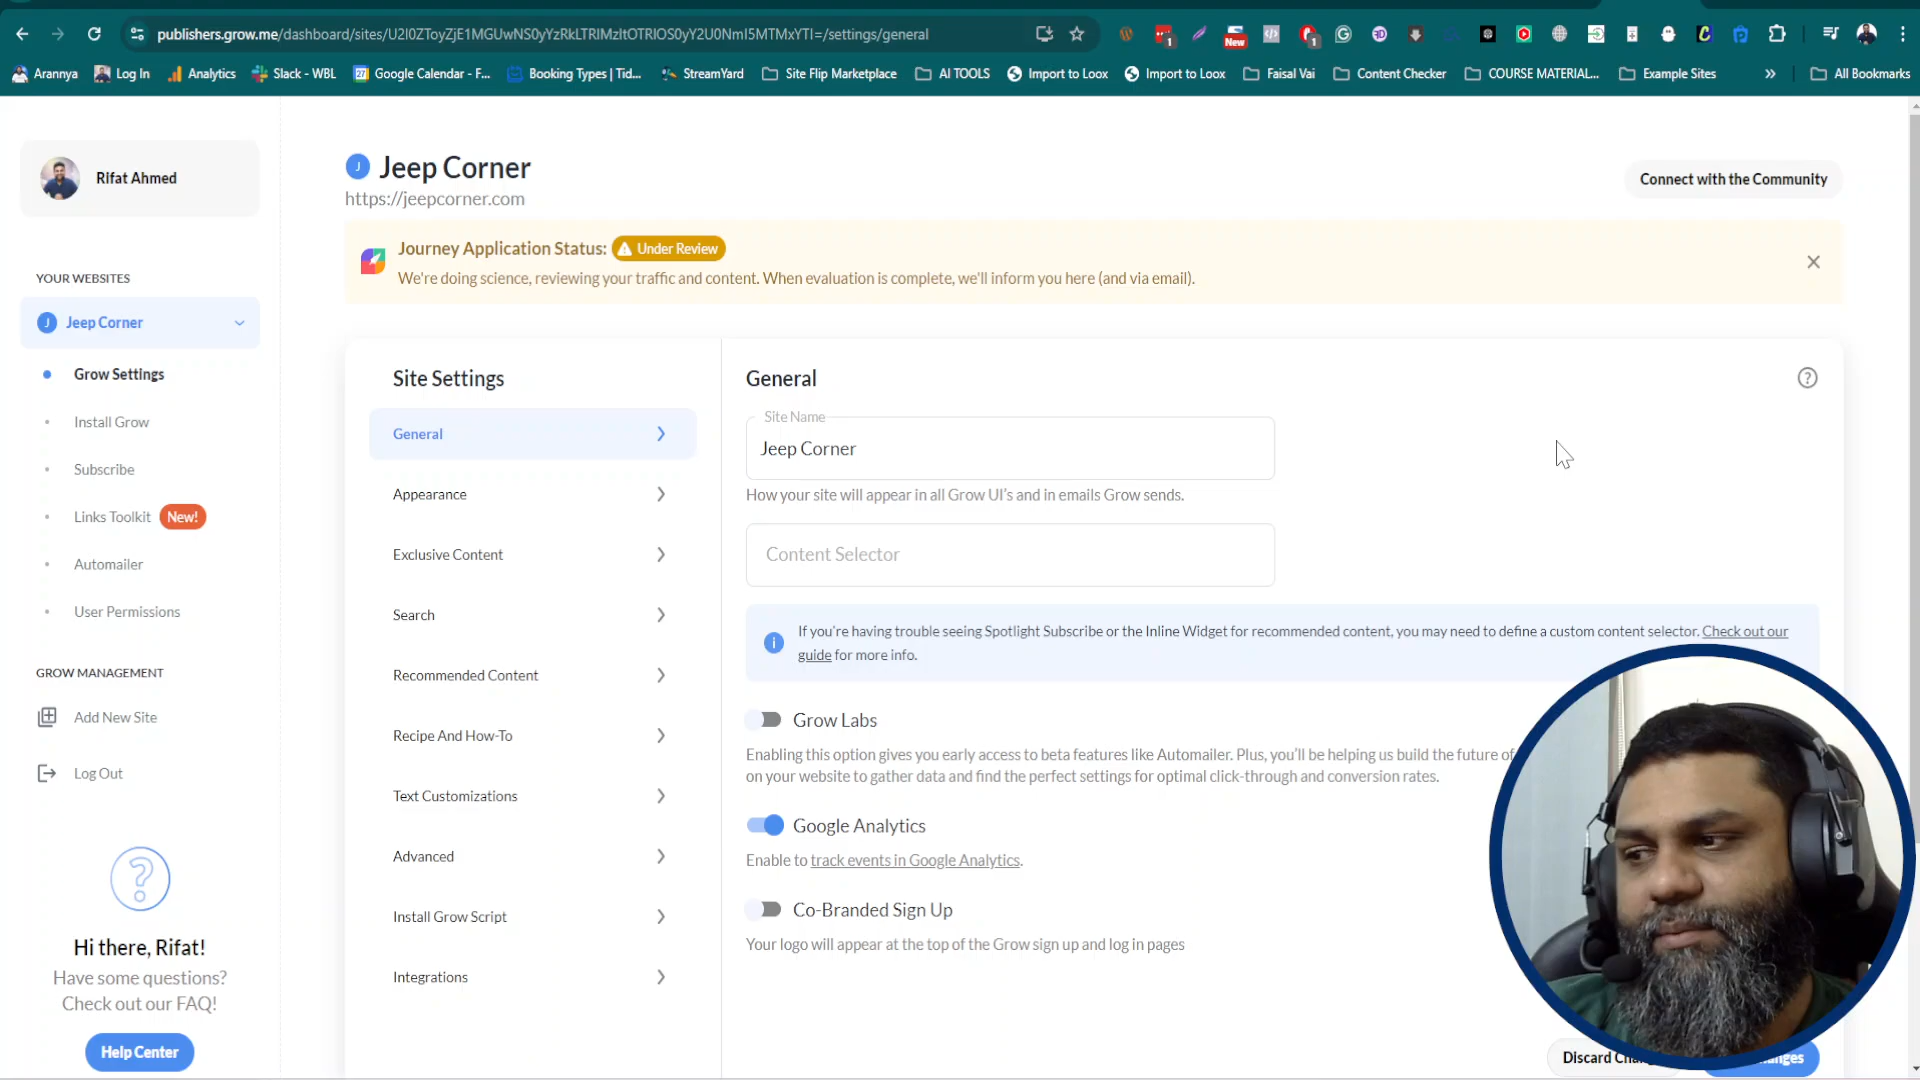 publishers.grow.me/dashboard/sites/U2l0ZToyZjE1MGUwNS0yYzRkLTRlMzItOTRlOS0yY2U0NmI5MTMxYTI=/settings/general
1
New
1
Arannya
Log In
Analytics
Slack - WBL
27
Google Calendar - F...
Booking Types | Tid...
StreamYard
Site Flip Marketplace
AI TOOLS
Import to Loox
Import to Loox
Faisal Vai
Content Checker
COURSE MATERIAL...
Example Sites
»
All Bookmarks
Rifat Ahmed
YOUR WEBSITES
J Jeep Corner
Grow Settings
Install Grow
Subscribe
Links Toolkit New!
Automailer
User Permissions
GROW MANAGEMENT
Add New Site
Log Out
Hi there, Rifat!
Have some questions?
Check out our FAQ!
Help Center
J Jeep Corner
https://jeepcorner.com
Connect with the Community
Journey Application Status: Under Review
We're doing science, reviewing your traffic and content. When evaluation is complete, we'll inform you here (and via email).
Site Settings
General
Appearance
Exclusive Content
Search
Recommended Content
Recipe And How-To
Text Customizations
Advanced
Install Grow Script
Integrations
General
Site Name
Jeep Corner
How your site will appear in all Grow UI's and in emails Grow sends.
Content Selector
If you're having trouble seeing Spotlight Subscribe or the Inline Widget for recommended content, you may need to define a custom content selector. Check out our
guide for more info.
Grow Labs
Enabling this option gives you early access to beta features like Automailer. Plus, you'll be helping us build the future of
on your website to gather data and find the perfect settings for optimal click-through and conversion rates.
Google Analytics
Enable to track events in Google Analytics.
Co-Branded Sign Up
Your logo will appear at the top of the Grow sign up and log in pages
Discard